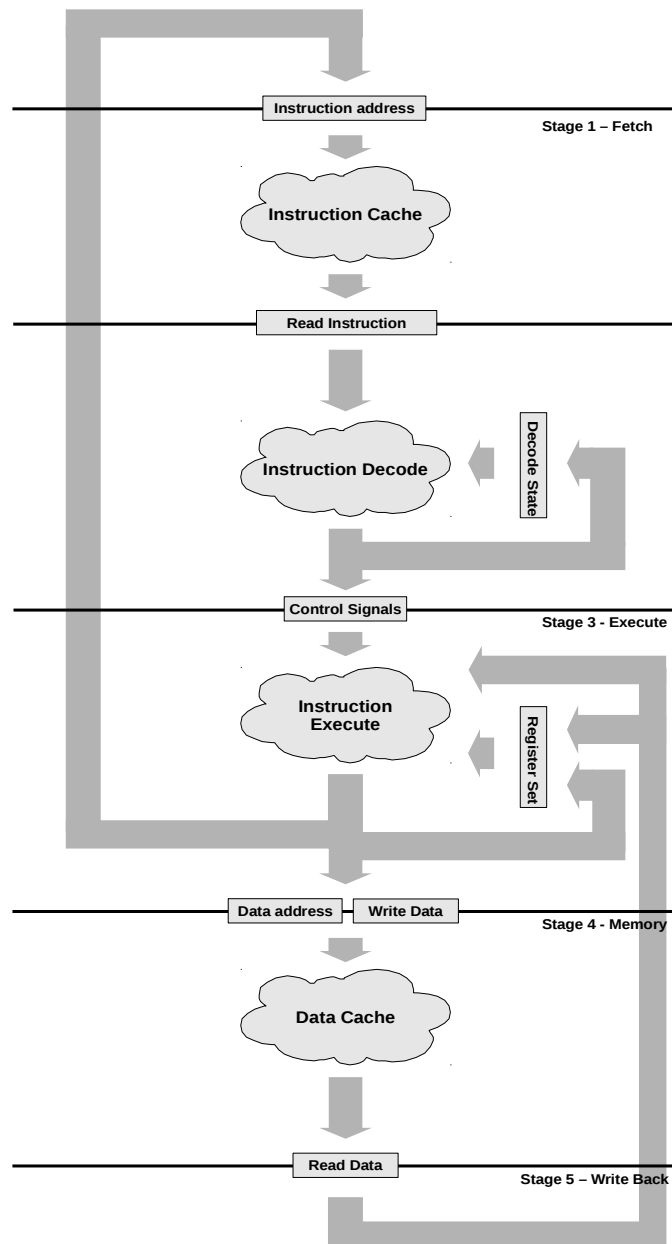 Instruction address
Stage 1 – Fetch
Instruction Cache
Read Instruction
Decode State
Instruction Decode
Control Signals
Stage 3 - Execute
Instruction
Execute
Register Set
Data address
Write Data
Stage 4 - Memory
Data Cache
Read Data
Stage 5 – Write Back